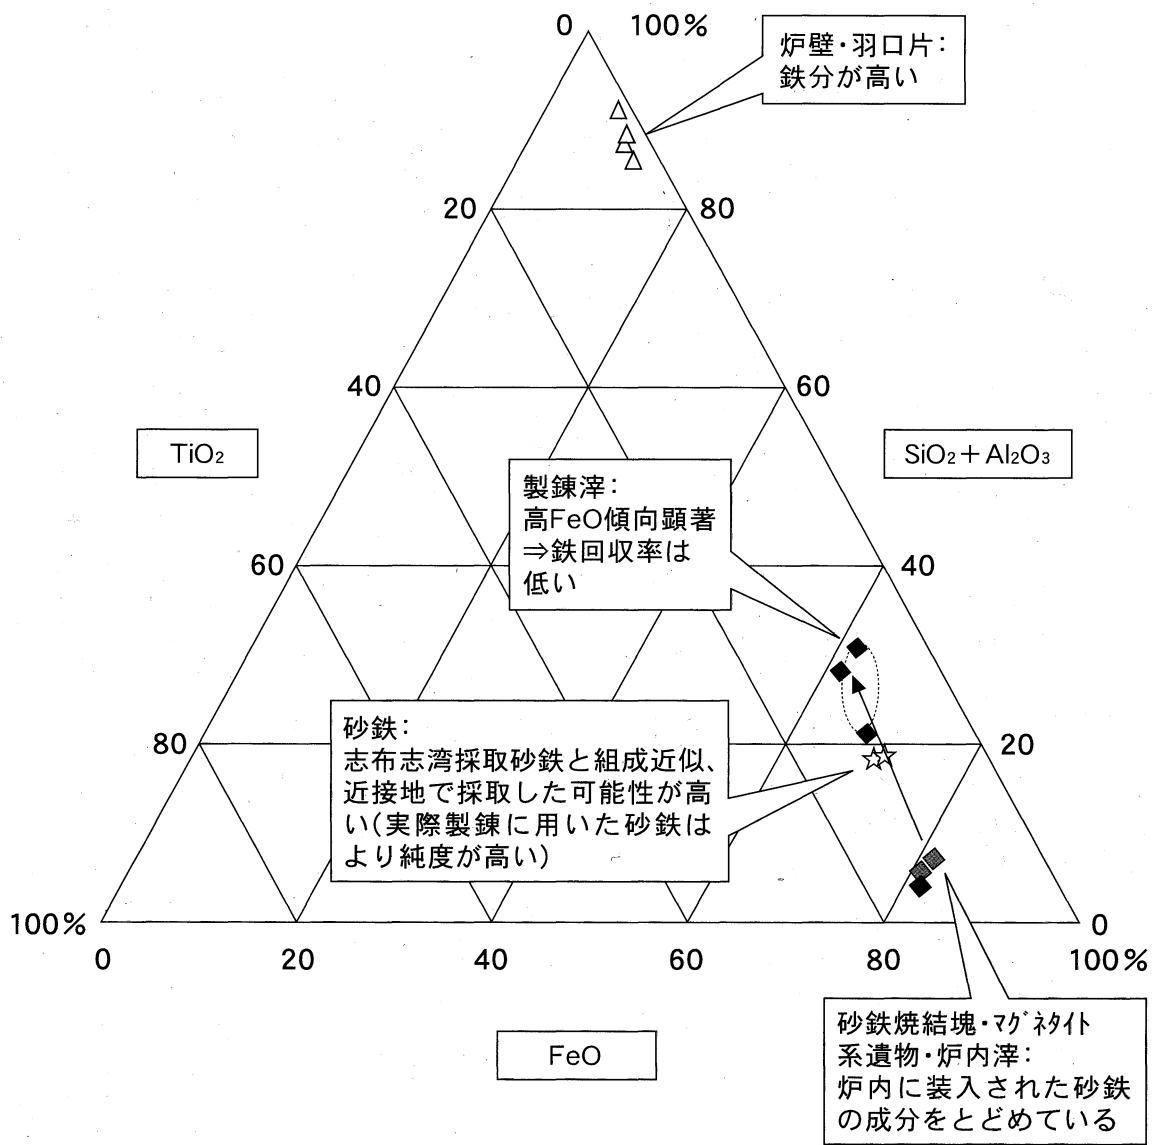 0 100%
炉壁・羽口片：
鉄分が高い
20 80
40 60
TiO₂
SiO₂＋Al₂O₃
製錬滓：
高FeO傾向顕著
⇒鉄回収率は
低い
60 40
砂鉄：
志布志湾採取砂鉄と組成近似、
近接地で採取した可能性が高
い（実際製錬に用いた砂鉄は
より純度が高い）
80 20
100% 0
0 20 40 60 80 100%
FeO
砂鉄焼結塊・ﾏｸﾞﾈﾀｲﾄ
系遺物・炉内滓：
炉内に装入された砂鉄
の成分をとどめている